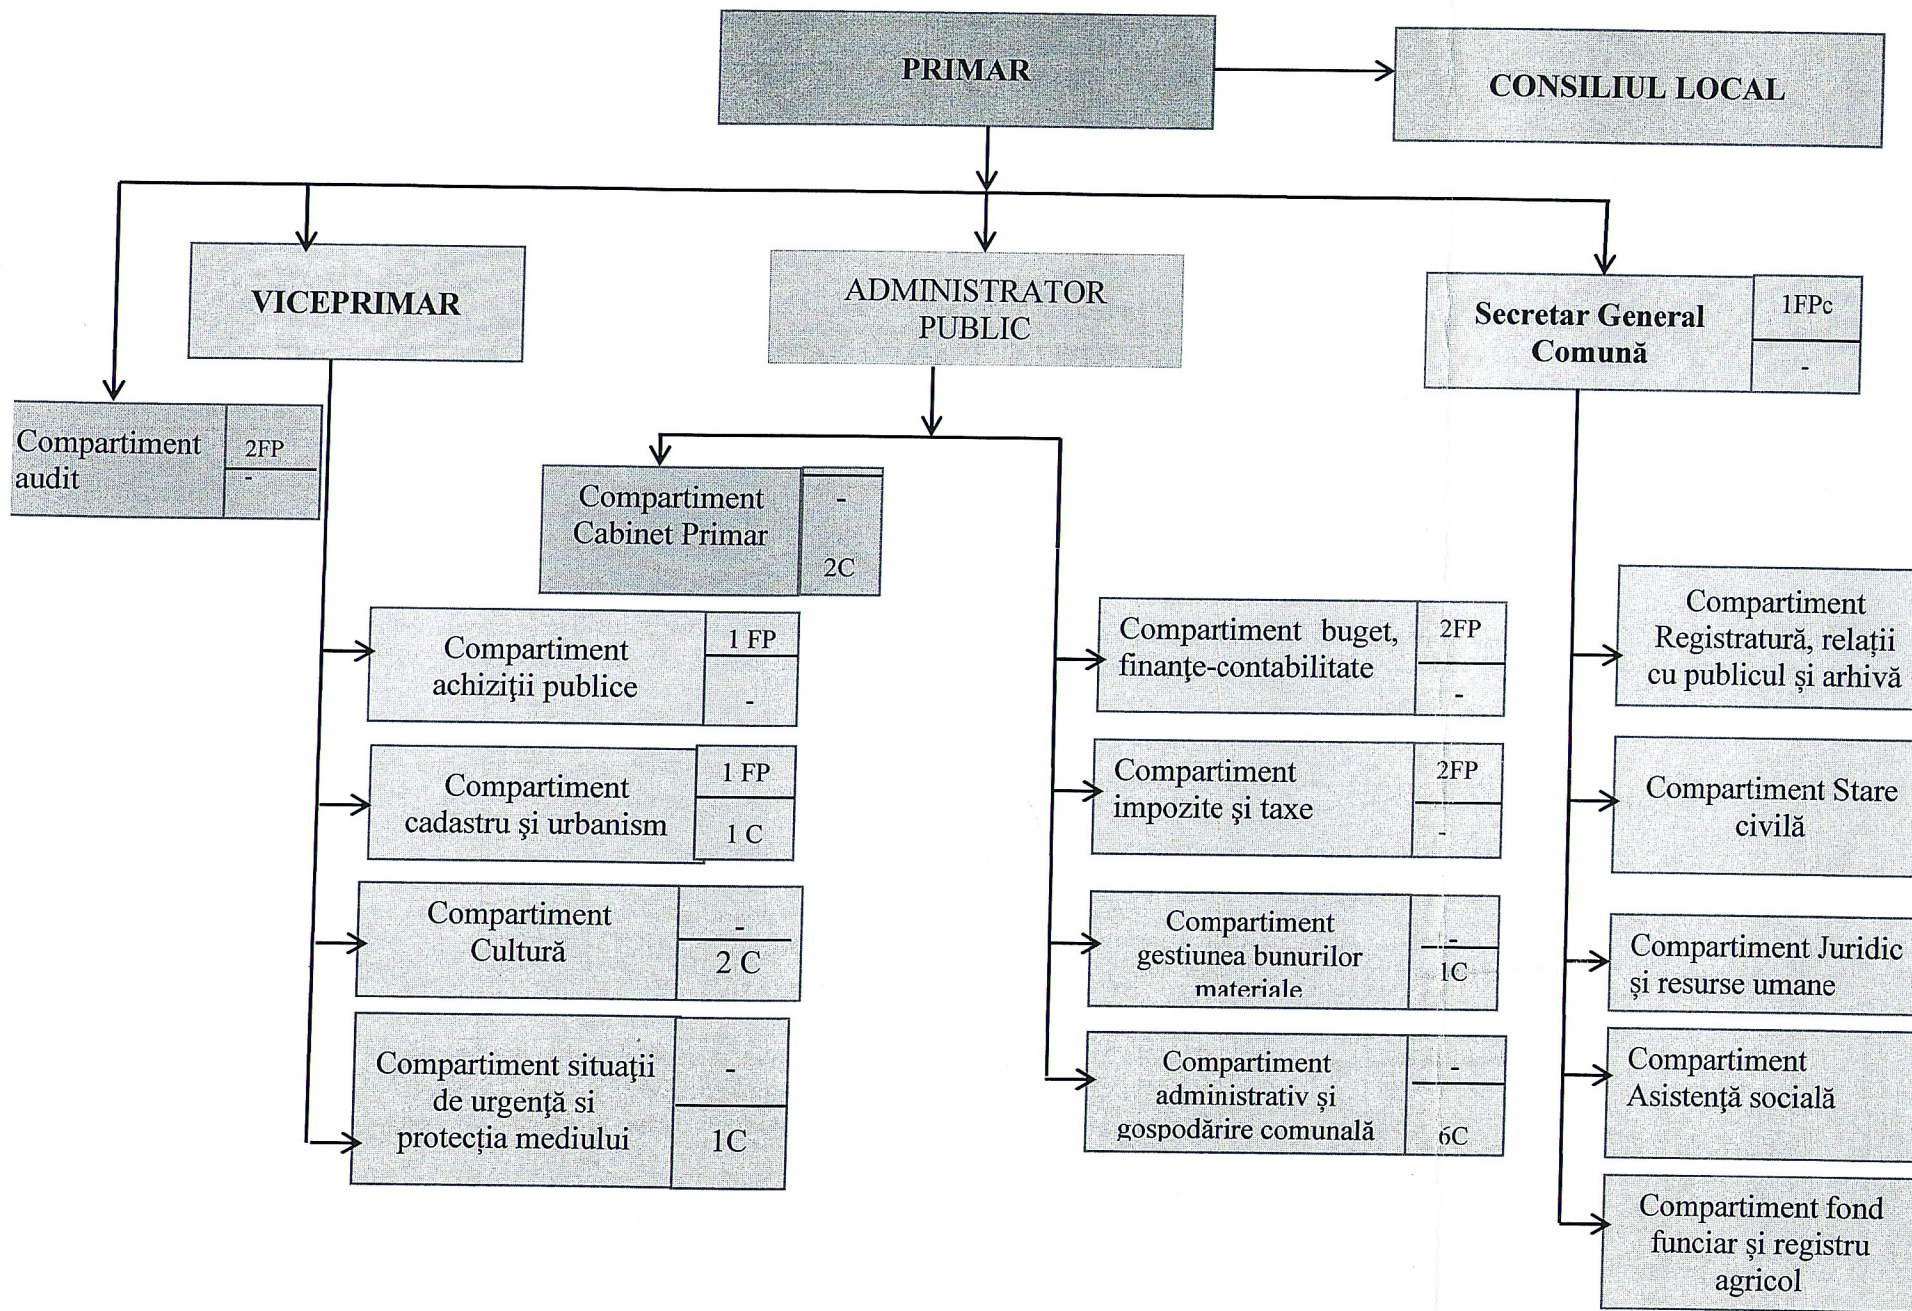 PRIMAR
CONSILIUL LOCAL
VICEPRIMAR
ADMINISTRATOR
PUBLIC
Secretar General
Comună
1FPc
-
Compartiment
audit
2FP
-
Compartiment
Cabinet Primar
-
2C
Compartiment
achiziţii publice
1 FP
-
Compartiment
cadastru şi urbanism
1 FP
1 C
Compartiment
Cultură
-
2 C
Compartiment situaţii
de urgenţă si
protecția mediului
-
1C
Compartiment buget,
finanţe-contabilitate
2FP
-
Compartiment
impozite şi taxe
2FP
-
Compartiment
gestiunea bunurilor
materiale
-
1C
Compartiment
administrativ și
gospodărire comunală
-
6C
Compartiment
Registratură, relații
cu publicul și arhivă
Compartiment Stare
civilă
Compartiment Juridic
și resurse umane
Compartiment
Asistenţă socială
Compartiment fond
funciar și registru
agricol